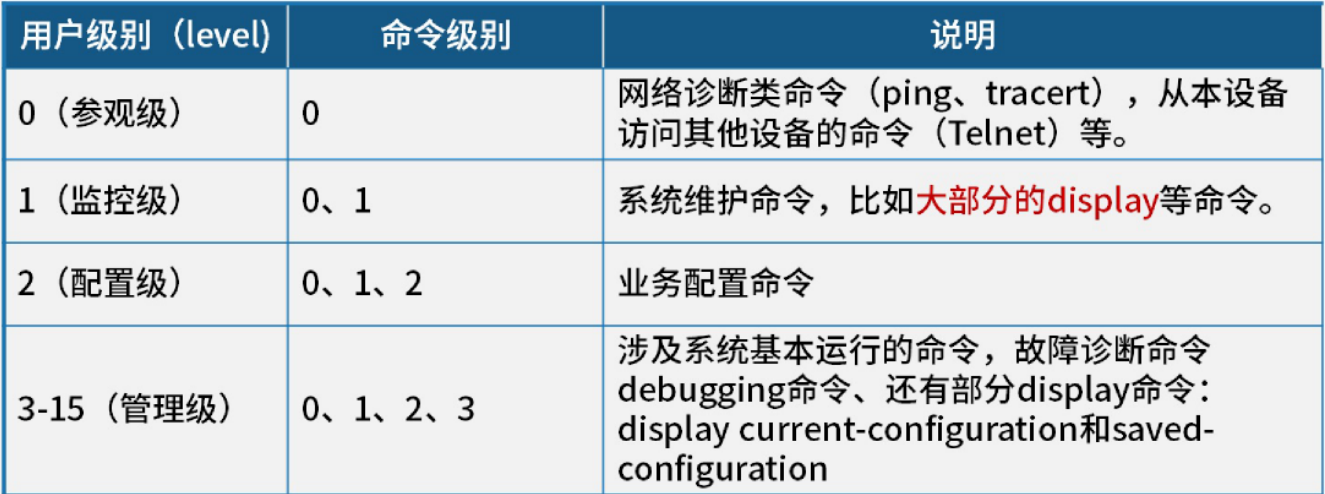 用户级别（level) 命令级别 说明
0（参观级） 0 网络诊断类命令（ping、tracert），从本设备
访问其他设备的命令（Telnet）等。
1（监控级） 0、1 系统维护命令，比如大部分的display等命令。
2（配置级） 0、1、2 业务配置命令
3-15（管理级） 0、1、2、3 涉及系统基本运行的命令，故障诊断命令
debugging命令、还有部分display命令：
display current-configuration和saved-
configuration